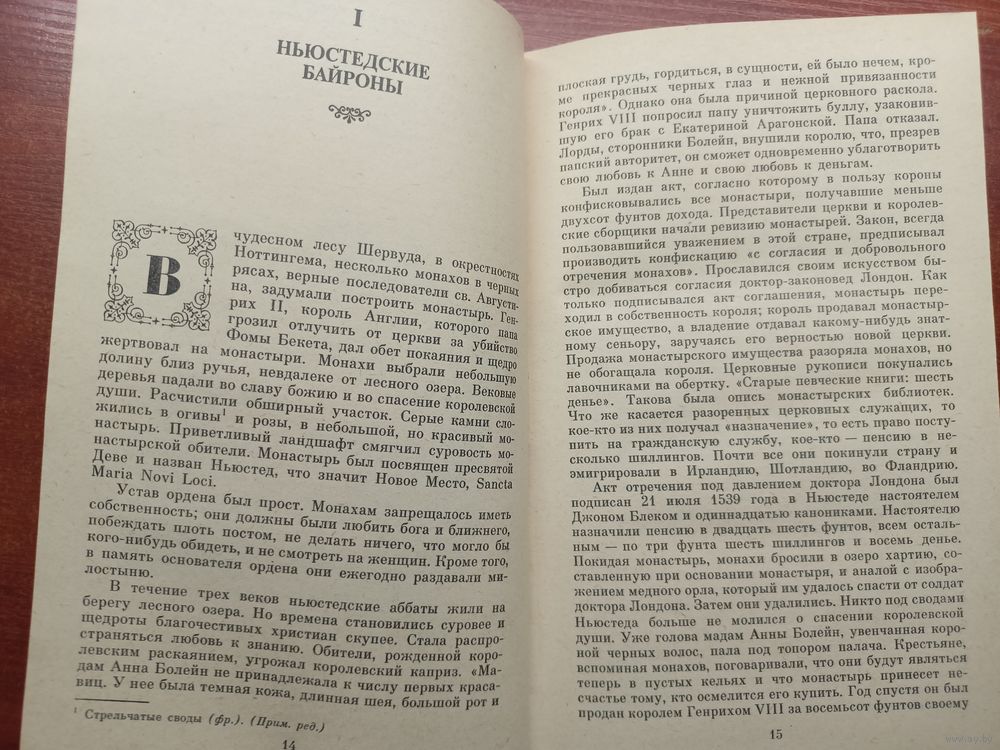 I
НЬЮСТЕДСКИЕ
БАЙРОНЫ
В
чудесном лесу Шервуда, в окрестностях
Ноттингема, несколько монахов в черных
рясах, верные последователи св. Августи-
на, задумали построить монастырь. Ген-
рих II, король Англии, которого папа
грозил отлучить от церкви за убийство
Фомы Бекета, дал обет покаяния и щедро
жертвовал на монастыри. Монахи выбрали небольшую
долину близ ручья, невдалеке от лесного озера. Вековые
деревья падали во славу божию и во спасение королевской
души. Расчистили обширный участок. Серые камни сло-
жились в огивы¹ и розы, в небольшой, но красивый мо-
настырь. Приветливый ландшафт смягчил суровость мо-
настырской обители. Монастырь был посвящен пресвятой
Деве и назван Ньюстед, что значит Новое Место, Sancta
Maria Novi Loci.
Устав ордена был прост. Монахам запрещалось иметь
собственность; они должны были любить бога и ближнего,
побеждать плоть постом, не делать ничего, что могло бы
кого-нибудь обидеть, и не смотреть на женщин. Кроме того,
в память основателя ордена они ежегодно раздавали ми-
лостыню.
В течение трех веков ньюстедские аббаты жили на
берегу лесного озера. Но времена становились суровее и
щедроты благочестивых христиан скупее. Стала распро-
страняться любовь к знанию. Обители, рожденной коро-
левским раскаянием, угрожал королевский каприз. «Ма-
дам Анна Болейн не принадлежала к числу первых краса-
виц. У нее была темная кожа, длинная шея, большой рот и
¹ Стрельчатые своды (фр.). (Прим. ред.)
14
плоская грудь, гордиться, в сущности, ей было нечем, кро-
ме прекрасных черных глаз и нежной привязанности
короля». Однако она была причиной церковного раскола.
Генрих VIII попросил папу уничтожить буллу, узаконив-
шую его брак с Екатериной Арагонской. Папа отказал.
Лорды, сторонники Болейн, внушили королю, что, презрев
папский авторитет, он сможет одновременно ублаготворить
свою любовь к Анне и свою любовь к деньгам.
Был издан акт, согласно которому в пользу короны
конфисковывались все монастыри, получавшие меньше
двухсот фунтов дохода. Представители церкви и королев-
ские сборщики начали ревизию монастырей. Закон, всегда
пользовавшийся уважением в этой стране, предписывал
производить конфискацию «с согласия и добровольного
отречения монахов». Прославился своим искусством бы-
стро добиваться согласия доктор-законовед Лондон. Как
только подписывался акт соглашения, монастырь пере-
ходил в собственность короля; король продавал монастыр-
ское имущество, а владение отдавал какому-нибудь знат-
ному сеньору, заручаясь его верностью новой церкви.
Продажа монастырского имущества разоряла монахов, но
не обогащала короля. Церковные рукописи покупались
лавочниками на обертку. «Старые певческие книги: шесть
денье». Такова была опись монастырских библиотек.
Что же касается разоренных церковных служащих, то
кое-кто из них получал «назначение», то есть право посту-
пить на гражданскую службу, кое-кто — пенсию в не-
сколько шиллингов. Почти все они покинули страну и
эмигрировали в Ирландию, Шотландию, во Фландрию.
Акт отречения под давлением доктора Лондона был
подписан 21 июля 1539 года в Ньюстеде настоятелем
Джоном Блеком и одиннадцатью канониками. Настоятелю
назначили пенсию в двадцать шесть фунтов, всем осталь-
ным — по три фунта шесть шиллингов и восемь денье.
Покидая монастырь, монахи бросили в озеро хартию, со-
ставленную при основании монастыря, и аналой с изобра-
жением медного орла, который им удалось спасти от солдат
доктора Лондона. Затем они удалились. Никто под сводами
Ньюстеда больше не молился о спасении королевской
души. Уже голова мадам Анны Болейн, увенчанная коро-
ной черных волос, пала под топором палача. Крестьяне,
вспоминая монахов, поговаривали, что они будут являться
теперь в пустых кельях и что монастырь принесет не-
счастье тому, кто осмелится его купить. Год спустя он был
продан королем Генрихом VIII за восемьсот фунтов своему
15
www.ay.by